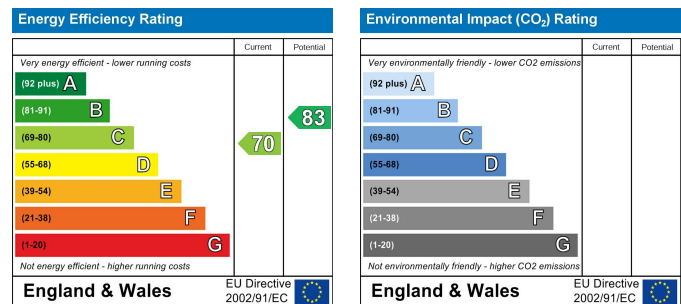 Energy Efficiency Rating
Current Potential
Very energy efficient - lower running costs
(92 plus) A
(81-91) B
(69-80) C
(55-68) D
(39-54) E
(21-38) F
(1-20) G
70
83
Not energy efficient - higher running costs
England & Wales
EU Directive
2002/91/EC
Environmental Impact (CO2) Rating
Current Potential
Very environmentally friendly - lower CO2 emissions
(92 plus) A
(81-91) B
(69-80) C
(55-68) D
(39-54) E
(21-38) F
(1-20) G
Not environmentally friendly - higher CO2 emissions
England & Wales
EU Directive
2002/91/EC